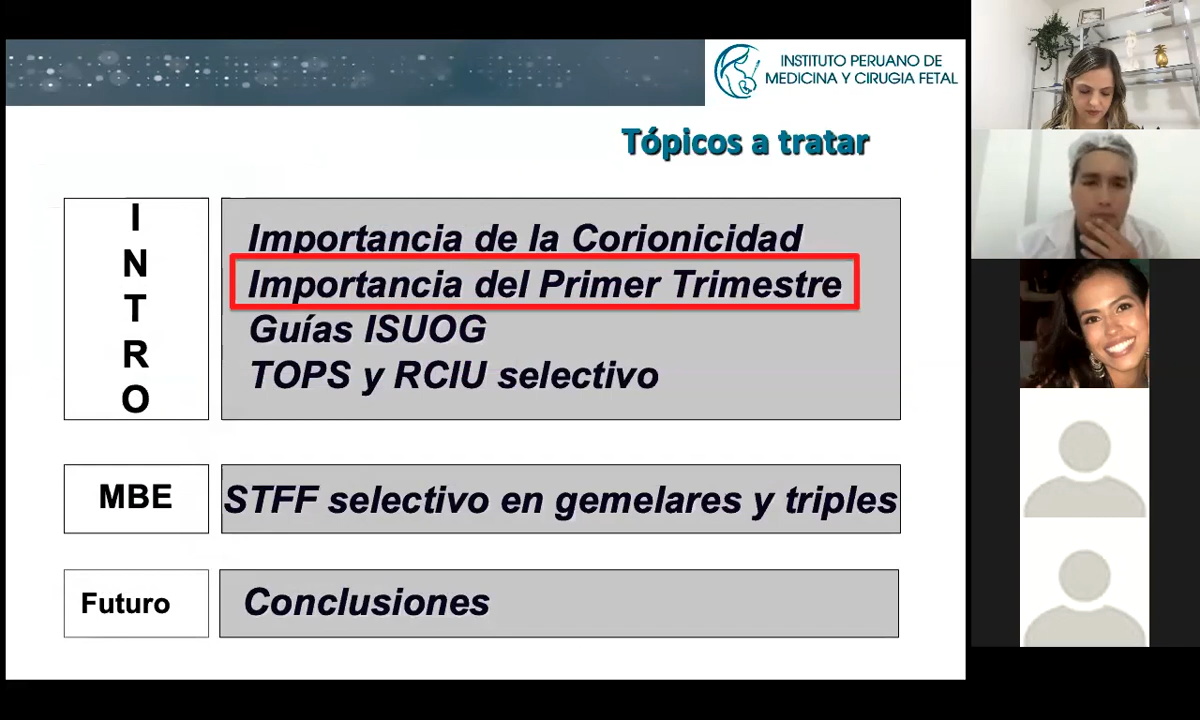 INSTITUTO PERUANO DE
MEDICINA Y CIRUGIA FETAL
Tópicos a tratar
I
N
T
R
O
Importancia de la Corionicidad
Importancia del Primer Trimestre
Guías ISUOG
TOPS y RCIU selectivo
MBE
STFF selectivo en gemelares y triples
Futuro
Conclusiones